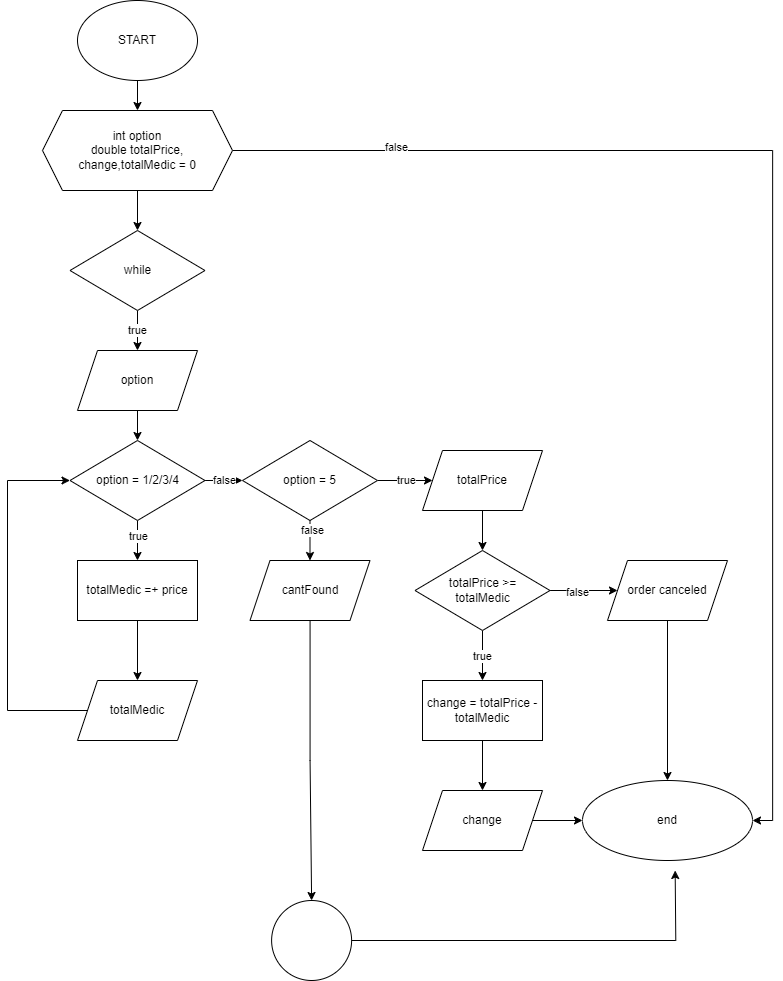 START
int option
double totalPrice,
change,totalMedic = 0
false
while
true
option
option = 1/2/3/4
false
option = 5
true
totalPrice
true
false
totalMedic =+ price
cantFound
totalPrice >=
totalMedic
false
order canceled
true
totalMedic
change = totalPrice -
totalMedic
change
end